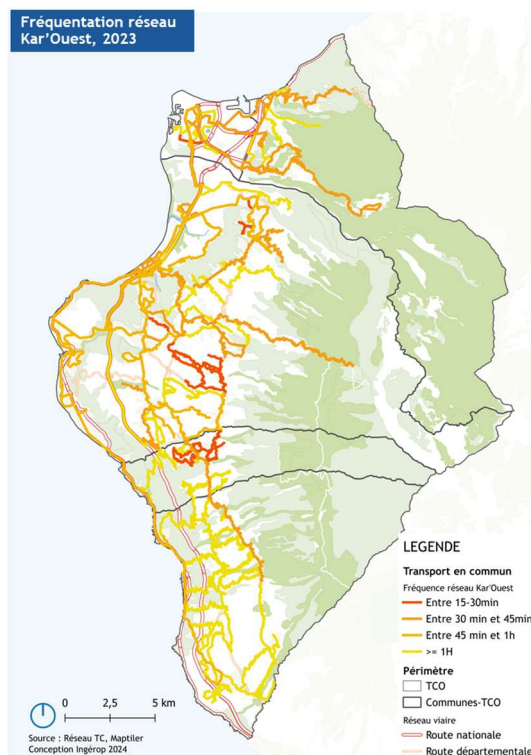 Fréquentation réseau
Kar'Ouest, 2023
LEGENDE
Transport en commun
Fréquence réseau Kar'Ouest
Entre 15-30min
Entre 30 min et 45min
Entre 45 min et 1h
>= 1H
Périmètre
TCO
Communes-TCO
Réseau viaire
Route nationale
Route départementale
0 2,5 5 km
Source : Réseau TC, Maptiler
Conception Ingérop 2024